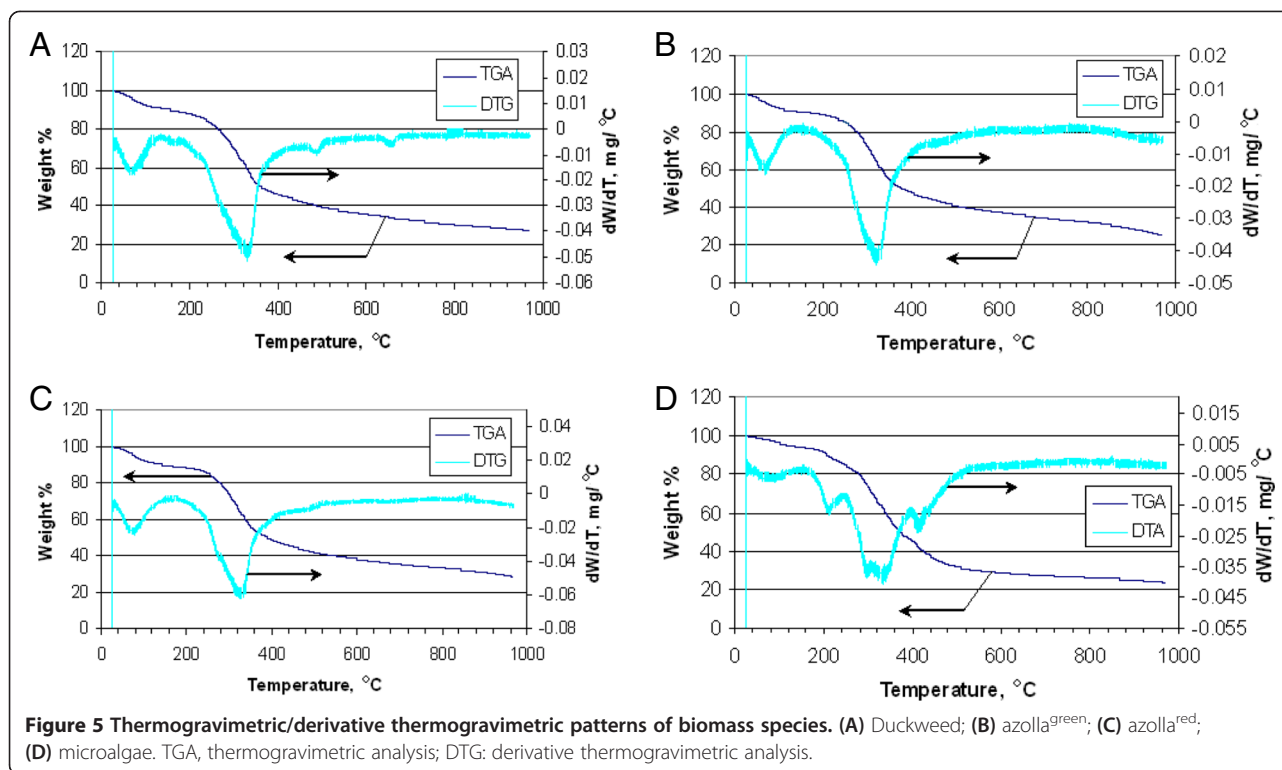 A
120
100
80
60
40
20
0
Weight %
0.03
0.02
0.01
0
-0.01
-0.02
-0.03
-0.04
-0.05
-0.06
dW/dT, mg/ °C
TGA
DTG
0 200 400 600 800 1000
Temperature, °C
B
120
100
80
60
40
20
0
Weight %
0.02
0.01
0
-0.01
-0.02
-0.03
-0.04
-0.05
dW/dT, mg/ °C
TGA
DTG
0 200 400 600 800 1000
Temperature, °C
C
120
100
80
60
40
20
0
Weight %
0.04
0.02
0
-0.02
-0.04
-0.06
-0.08
dW/dT, mg/ °C
TGA
DTG
0 200 400 600 800 1000
Temperature, °C
D
120
100
80
60
40
20
0
Weight %
0.015
0.005
-0.005
-0.015
-0.025
-0.035
-0.045
-0.055
dW/dT, mg/ °C
TGA
DTA
0 200 400 600 800 1000
Temperature, °C
Figure 5 Thermogravimetric/derivative thermogravimetric patterns of biomass species. (A) Duckweed; (B) azolla^green; (C) azolla^red;
(D) microalgae. TGA, thermogravimetric analysis; DTG: derivative thermogravimetric analysis.